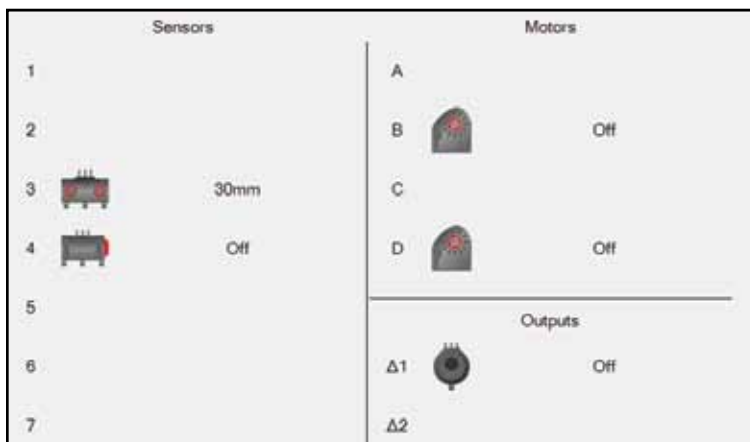 Sensors
1
2
3 30mm
4 Off
5
6
7
Motors
A
B Off
C
D Off
Outputs
Δ1 Off
Δ2